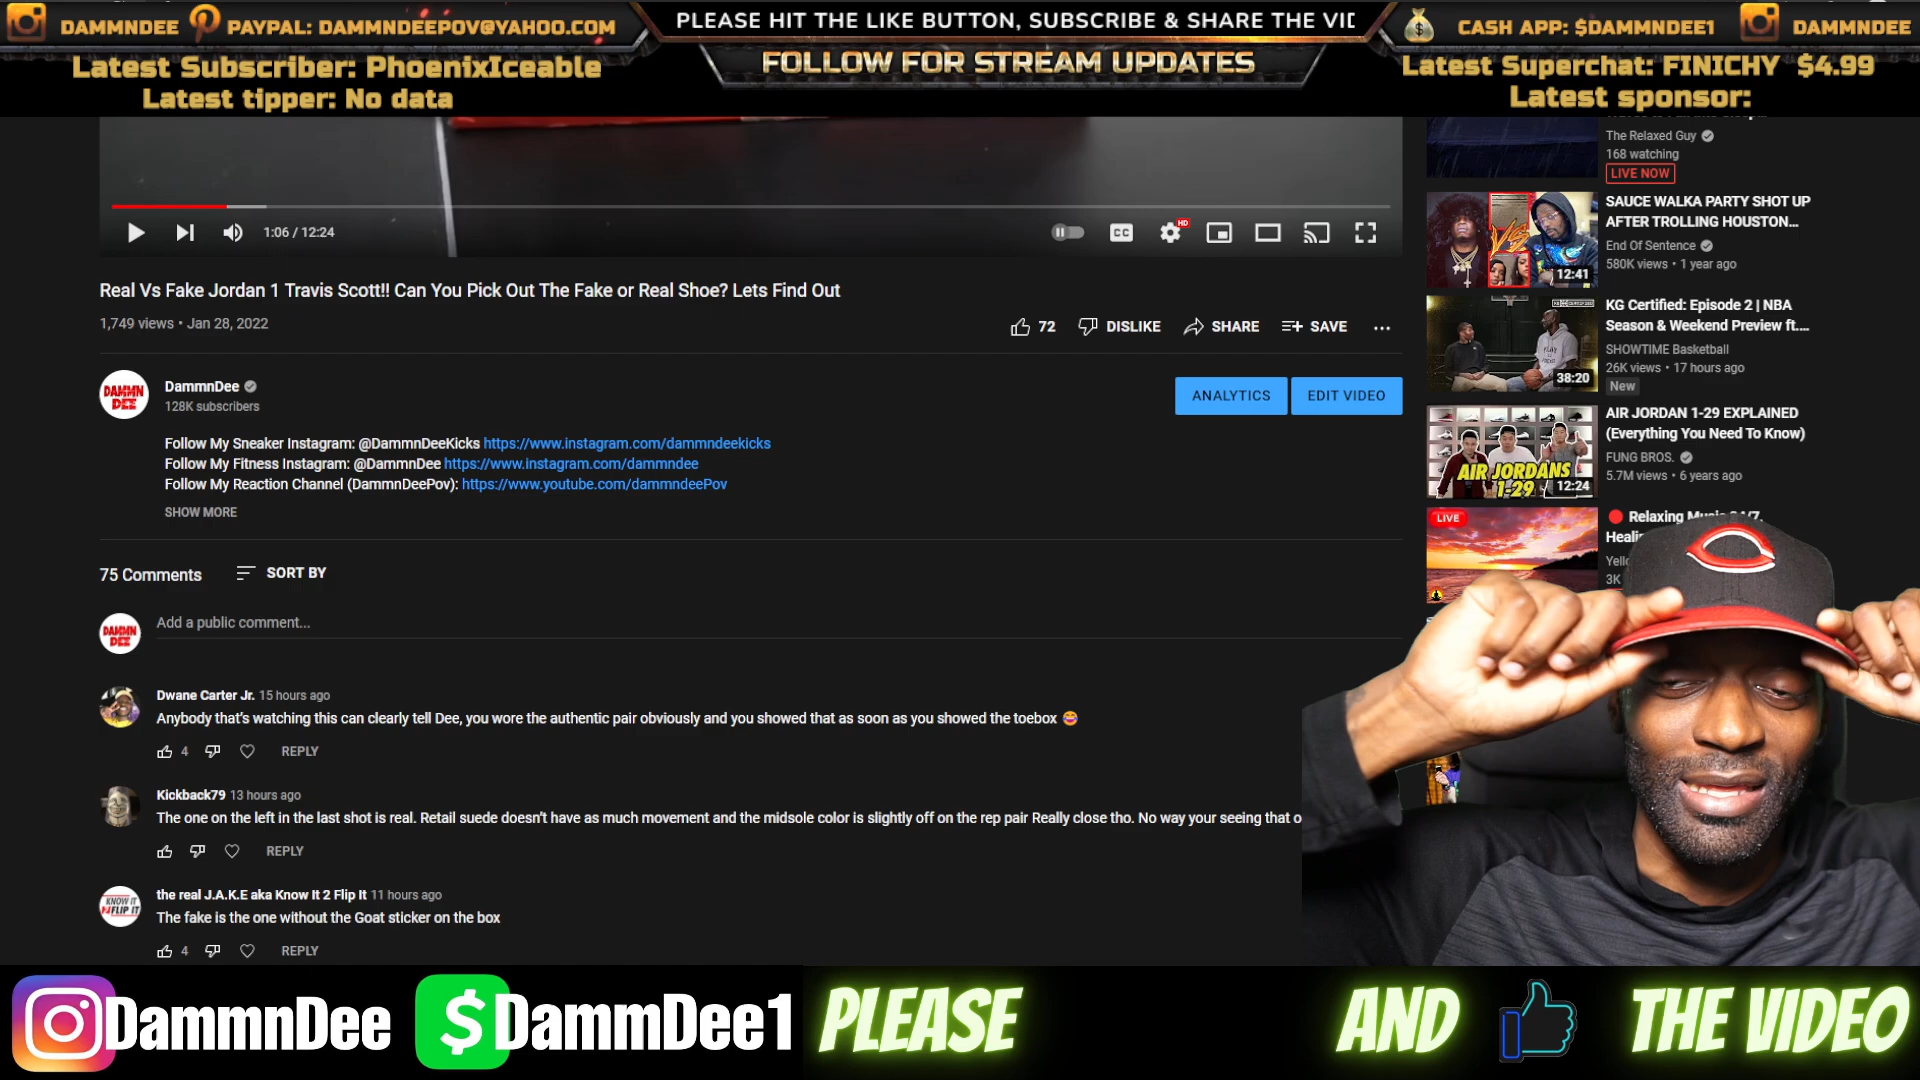 DAMMNDEE PAYPAL: DAMMNDEEPOV@YAHOO.COM
PLEASE HIT THE LIKE BUTTON, SUBSCRIBE & SHARE THE
CASH APP: $DAMMNDEE1 DAMMNDEE
Latest Subscriber: PhoenixIceable
Latest tipper: No data
FOLLOW FOR STREAM UPDATES
Latest Superchat: FINICHY $4.99
Latest sponsor:
1:06 / 12:24
CC
HD
Real Vs Fake Jordan 1 Travis Scott!! Can You Pick Out The Fake or Real Shoe? Lets Find Out
1,749 views • Jan 28, 2022
72 DISLIKE SHARE SAVE ...
DAMMN
DEE
DammnDee
128K subscribers
ANALYTICS
EDIT VIDEO
Follow My Sneaker Instagram: @DammnDeeKicks https://www.instagram.com/dammndeekicks
Follow My Fitness Instagram: @DammnDee https://www.instagram.com/dammndee
Follow My Reaction Channel (DammnDeePov): https://www.youtube.com/dammndeePov
SHOW MORE
75 Comments SORT BY
DAMMN
DEE
Add a public comment...
Dwane Carter Jr. 15 hours ago
Anybody that's watching this can clearly tell Dee, you wore the authentic pair obviously and you showed that as soon as you showed the toebox 😂
4 REPLY
Kickback79 13 hours ago
The one on the left in the last shot is real. Retail suede doesn't have as much movement and the midsole color is slightly off on the rep pair Really close tho. No way your seeing that
REPLY
KNOW IT
FLIP IT
the real J.A.K.E aka Know It 2 Flip It 11 hours ago
The fake is the one without the Goat sticker on the box
4 REPLY
The Relaxed Guy
168 watching
LIVE NOW
VS
12:41
SAUCE WALKA PARTY SHOT UP
AFTER TROLLING HOUSTON...
End Of Sentence
580K views • 1 year ago
38:20
KG Certified: Episode 2 | NBA
Season & Weekend Preview ft....
SHOWTIME Basketball
26K views • 17 hours ago
New
AIR JORDANS
1-29
12:24
AIR JORDAN 1-29 EXPLAINED
(Everything You Need To Know)
FUNG BROS.
5.7M views • 6 years ago
LIVE
Relaxing
3K
DammnDee
$ DammDee1
PLEASE
AND
THE VIDEO